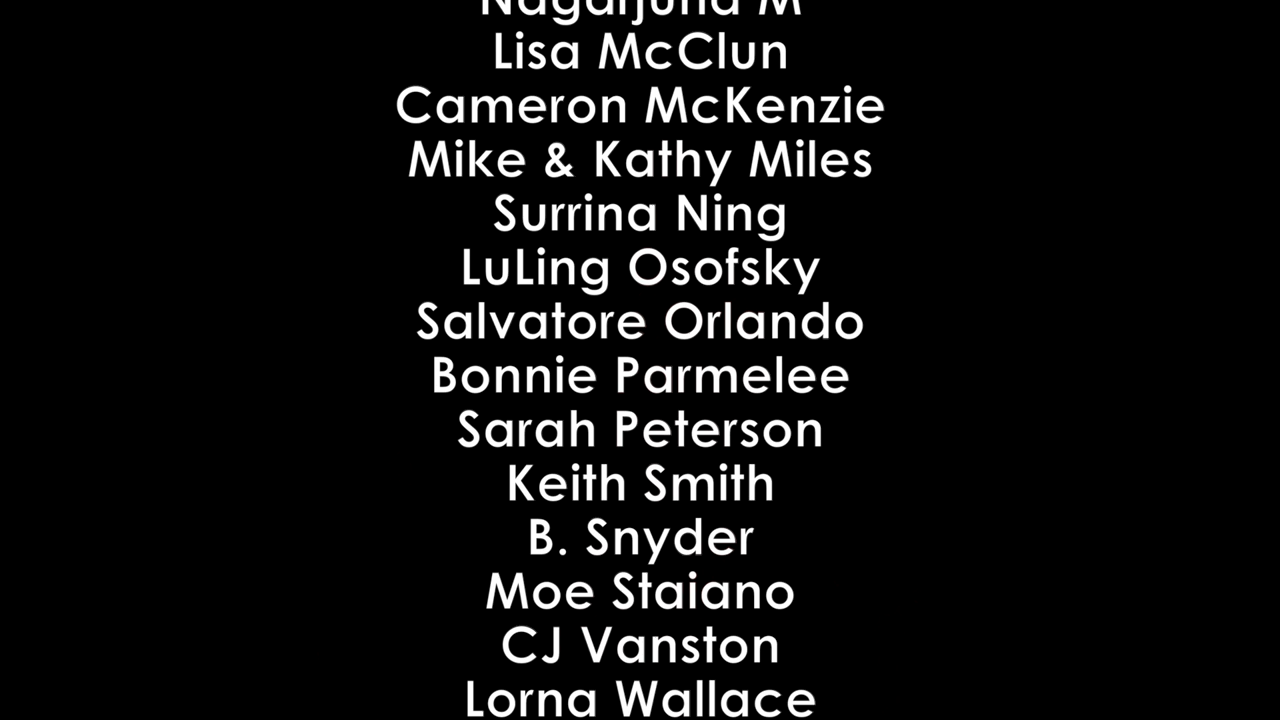 Nagarjuna M
Lisa McClun
Cameron McKenzie
Mike & Kathy Miles
Surrina Ning
LuLing Osofsky
Salvatore Orlando
Bonnie Parmelee
Sarah Peterson
Keith Smith
B. Snyder
Moe Staiano
CJ Vanston
Lorna Wallace